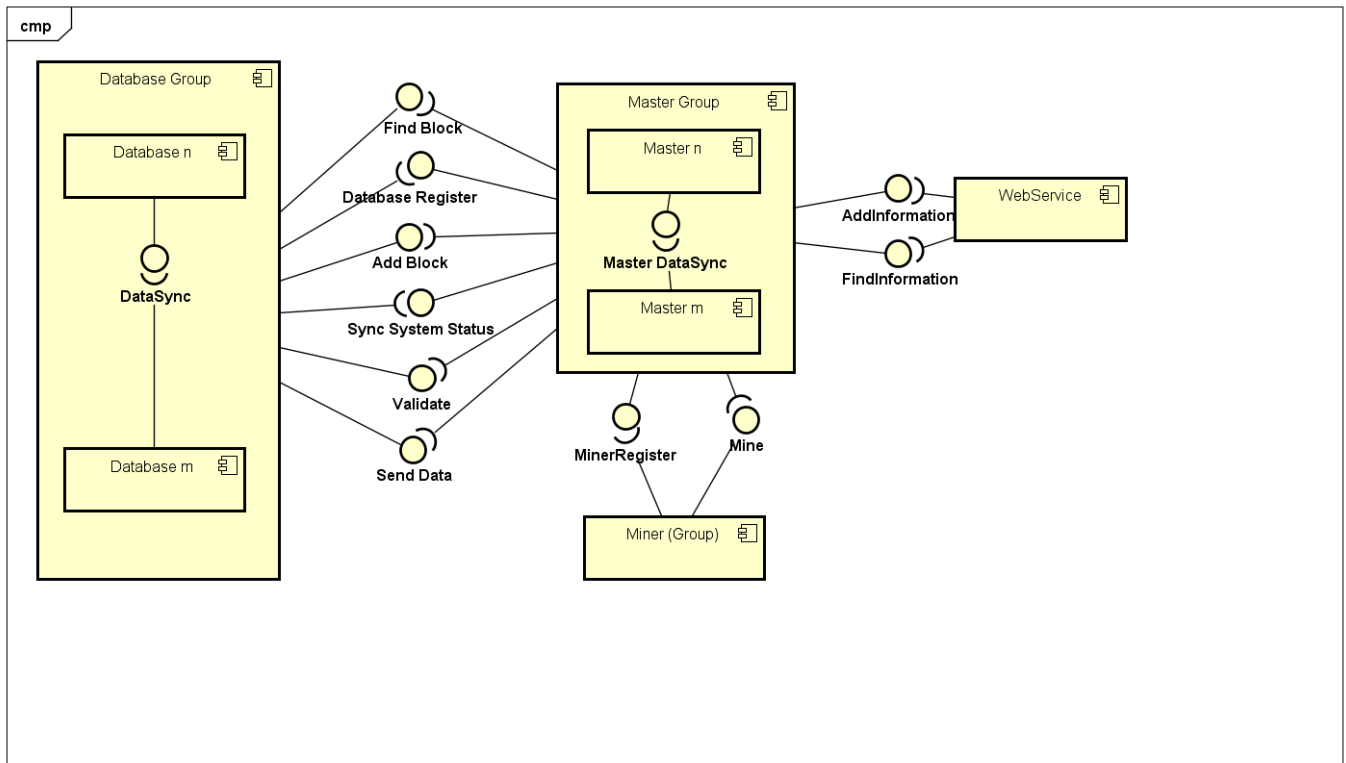 cmp
Database Group
Database n
DataSync
Database m
Find Block
Database Register
Add Block
Sync System Status
Validate
Send Data
Master Group
Master n
Master DataSync
Master m
MinerRegister
Mine
Miner (Group)
AddInformation
FindInformation
WebService